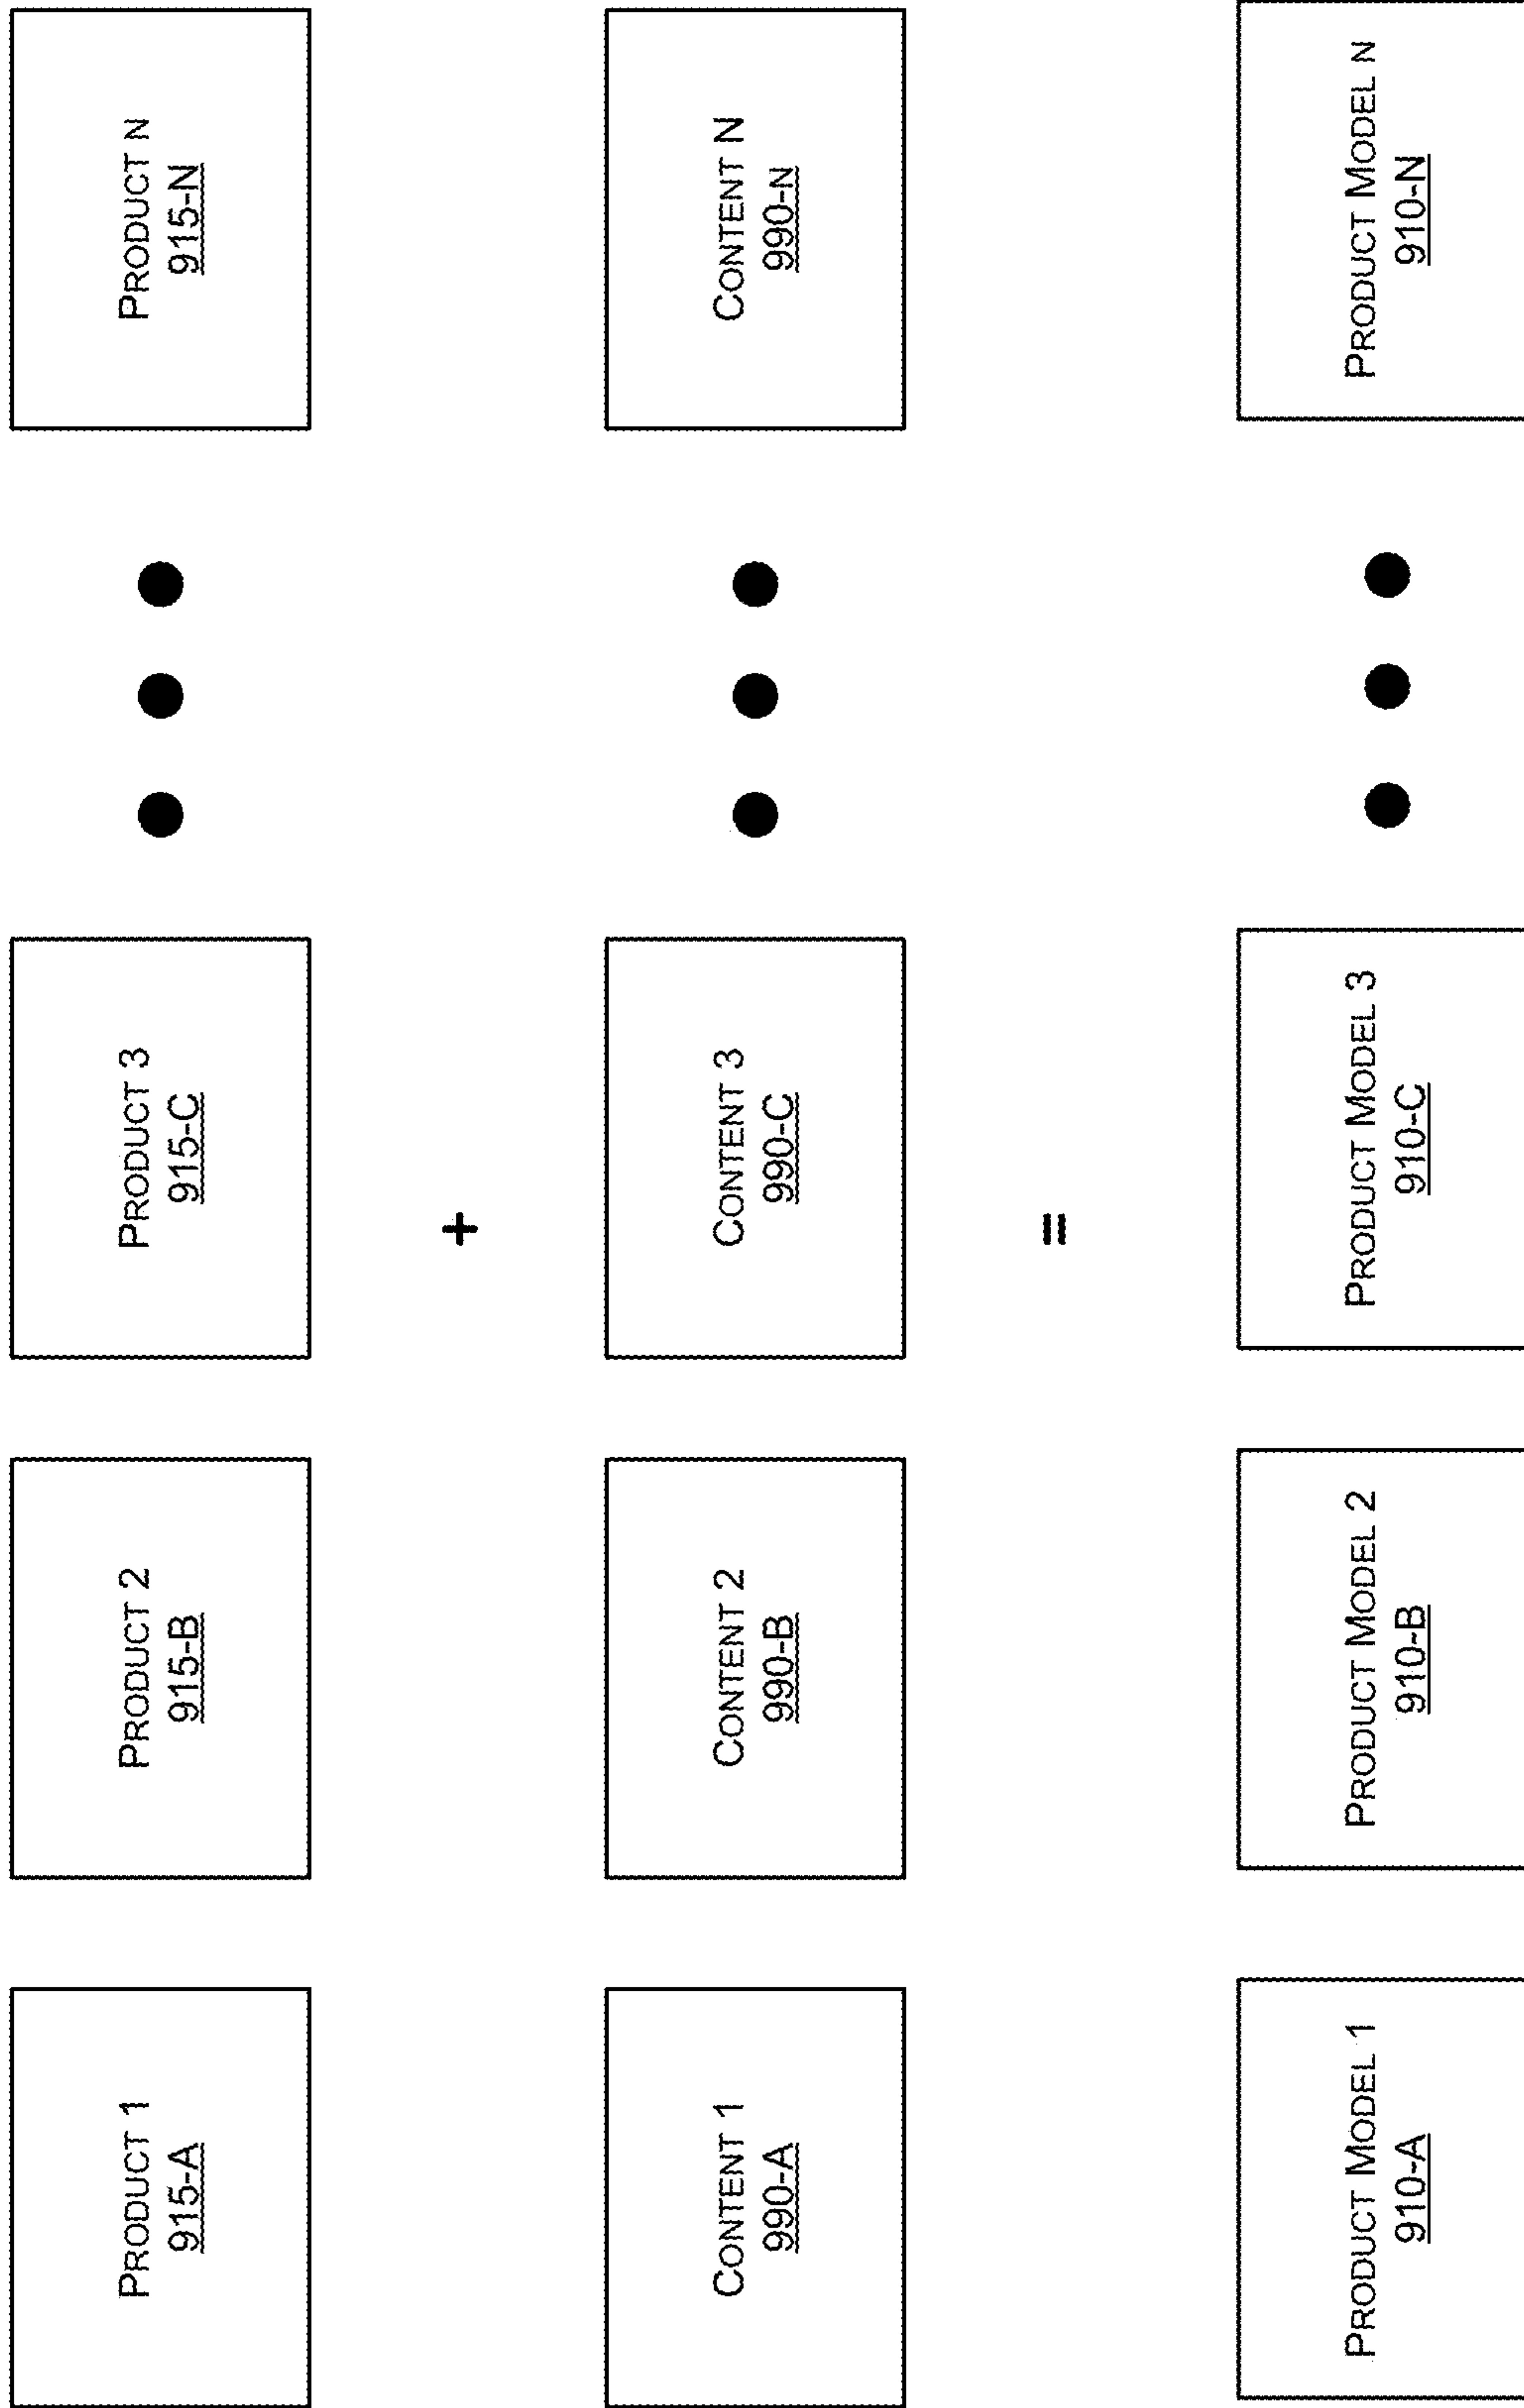 PRODUCT 1
915-A
PRODUCT 2
915-B
PRODUCT 3
915-C
PRODUCT N
915-N
+
CONTENT 1
990-A
CONTENT 2
990-B
CONTENT 3
990-C
CONTENT N
990-N
=
PRODUCT MODEL 1
910-A
PRODUCT MODEL 2
910-B
PRODUCT MODEL 3
910-C
PRODUCT MODEL N
910-N